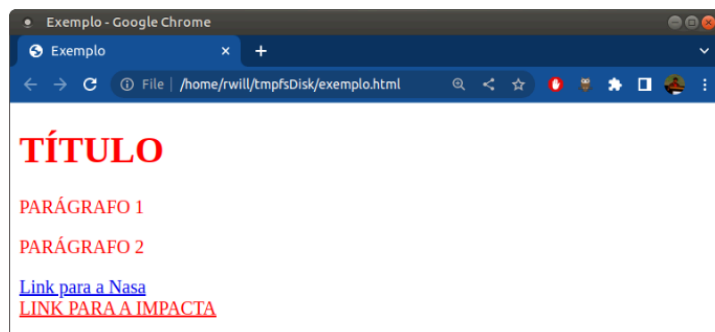 Exemplo - Google Chrome
Exemplo
File | /home/rwill/tmpfsDisk/exemplo.html
TÍTULO
PARÁGRAFO 1
PARÁGRAFO 2
Link para a Nasa
LINK PARA A IMPACTA